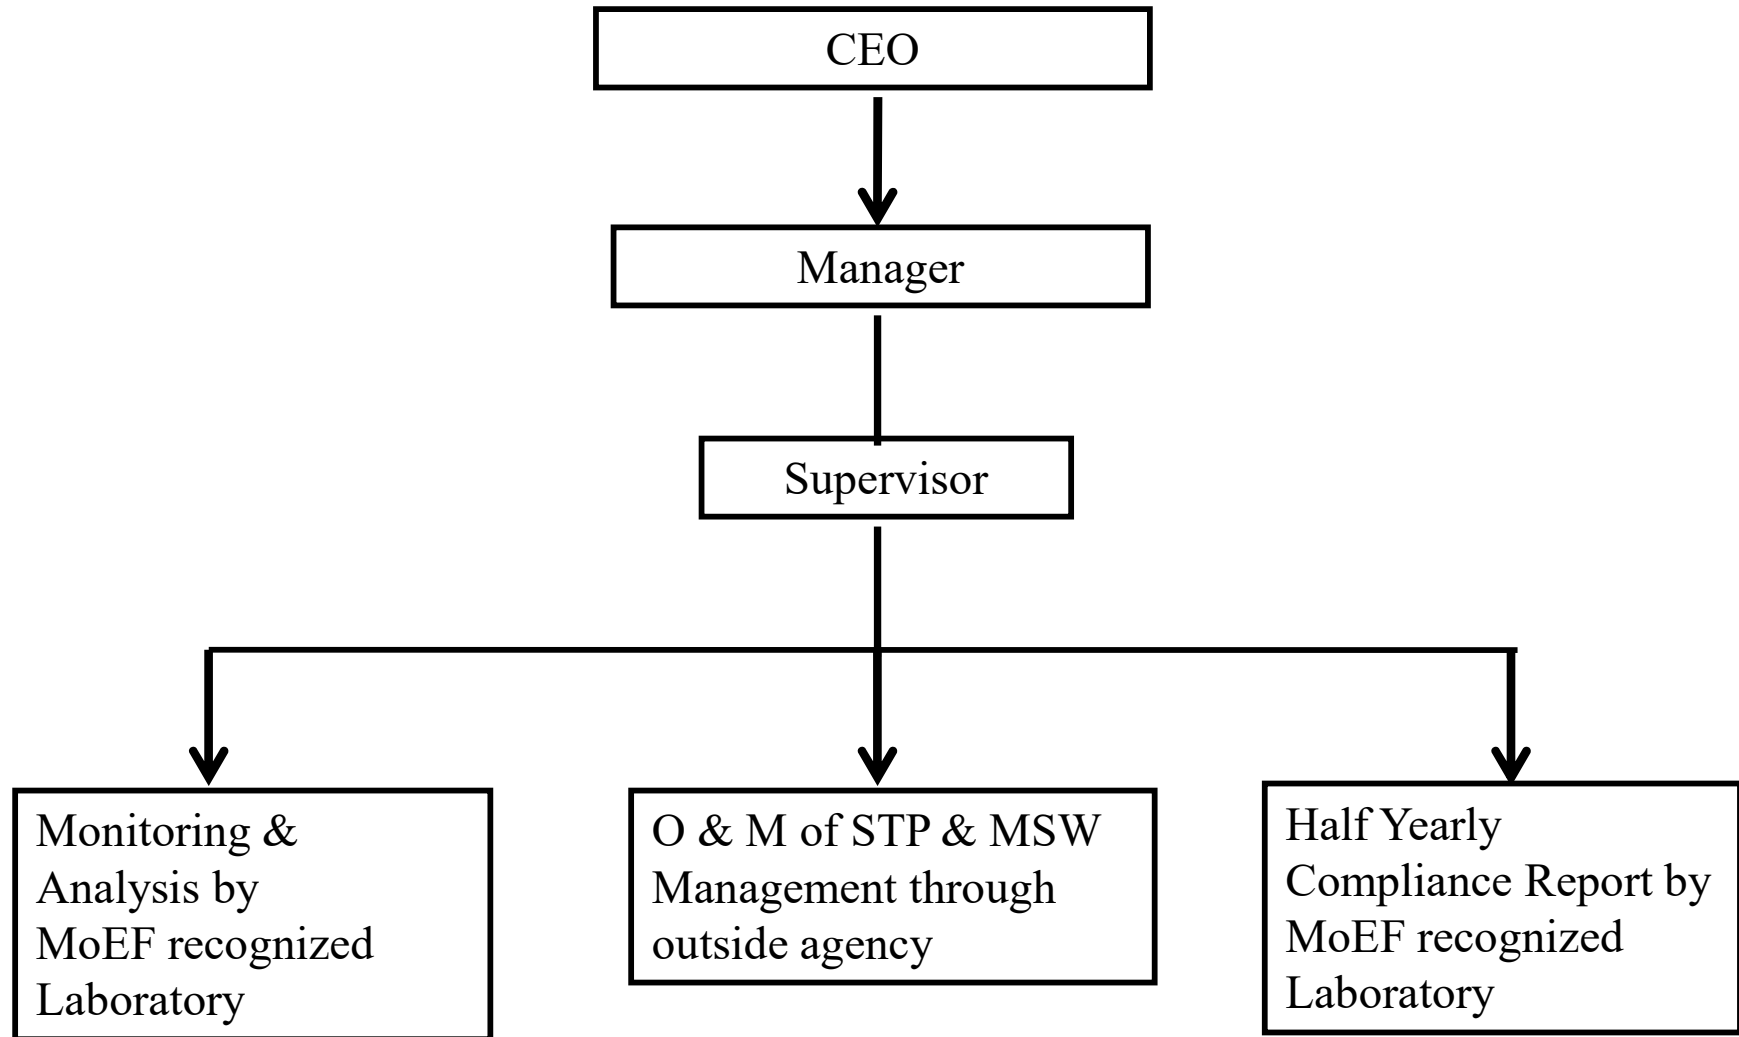 CEO
Manager
Supervisor
Monitoring &
Analysis by
MoEF recognized
Laboratory
O & M of STP & MSW
Management through
outside agency
Half Yearly
Compliance Report by
MoEF recognized
Laboratory